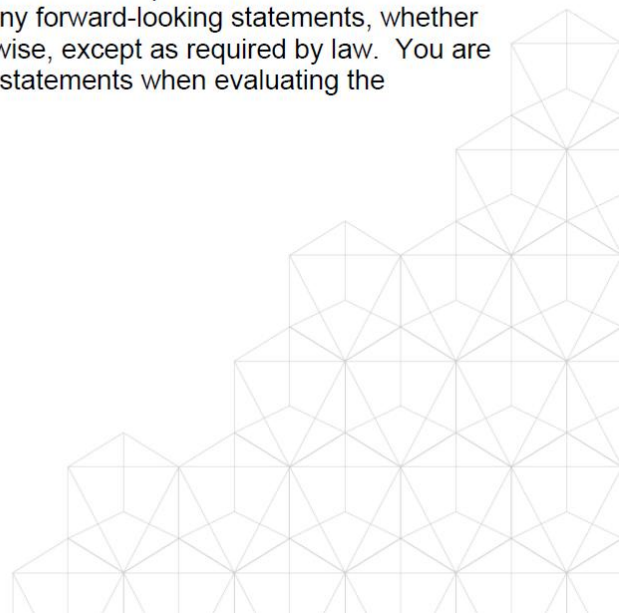 ny forward-looking statements, whether
wise, except as required by law.  You are
statements when evaluating the